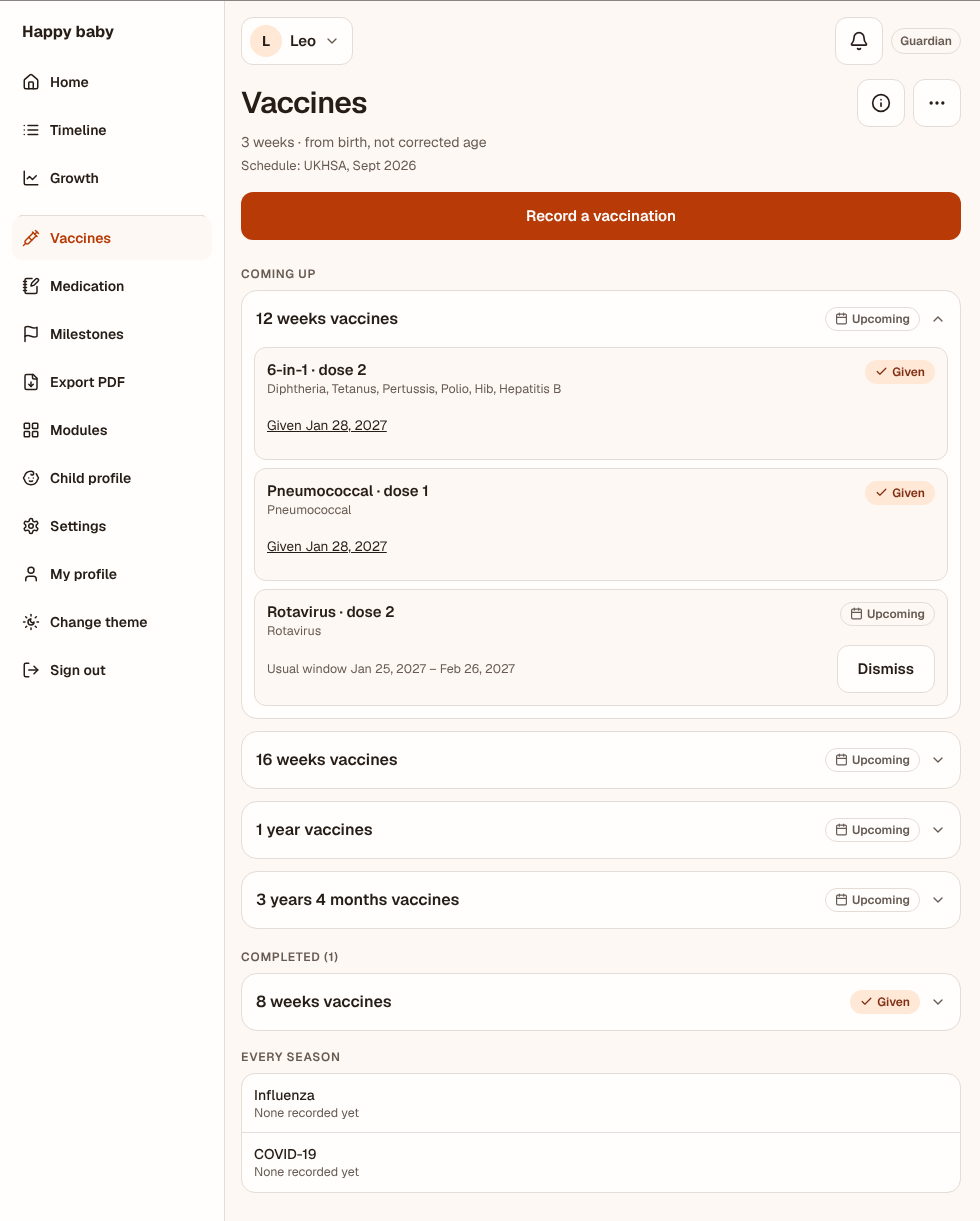 Happy baby
Home
Timeline
Growth
Vaccines
Medication
Milestones
Export PDF
Modules
Child profile
Settings
My profile
Change theme
Sign out
L Leo
Guardian
Vaccines
3 weeks · from birth, not corrected age
Schedule: UKHSA, Sept 2026
Record a vaccination
COMING UP
12 weeks vaccines Upcoming
6-in-1 · dose 2 Given
Diphtheria, Tetanus, Pertussis, Polio, Hib, Hepatitis B
Given Jan 28, 2027
Pneumococcal · dose 1 Given
Pneumococcal
Given Jan 28, 2027
Rotavirus · dose 2 Upcoming
Rotavirus
Usual window Jan 25, 2027 – Feb 26, 2027 Dismiss
16 weeks vaccines Upcoming
1 year vaccines Upcoming
3 years 4 months vaccines Upcoming
COMPLETED (1)
8 weeks vaccines Given
EVERY SEASON
Influenza
None recorded yet
COVID-19
None recorded yet